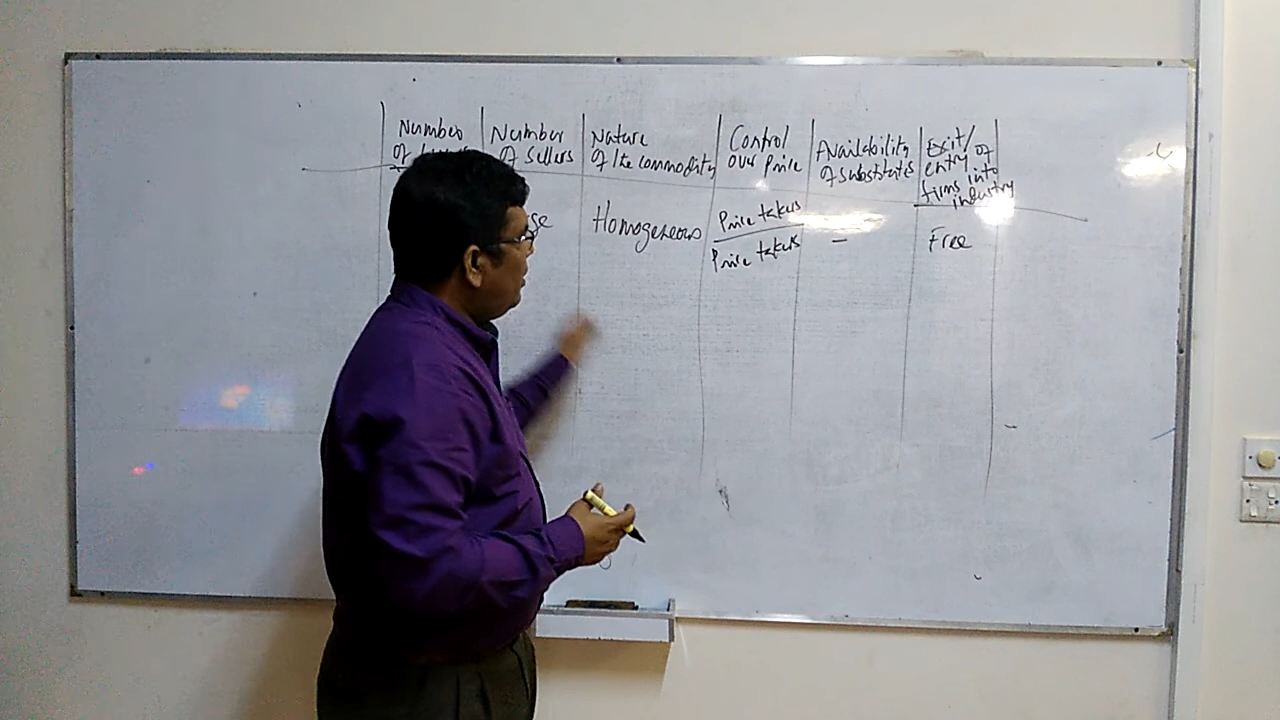 Number
of
Number
of Sellers
Nature
of the commodity
Control
over Price
Availability
of substitutes
Exit/
entry of
firms into
industry
Homogeneous
Price takers
Price takers
–
Free